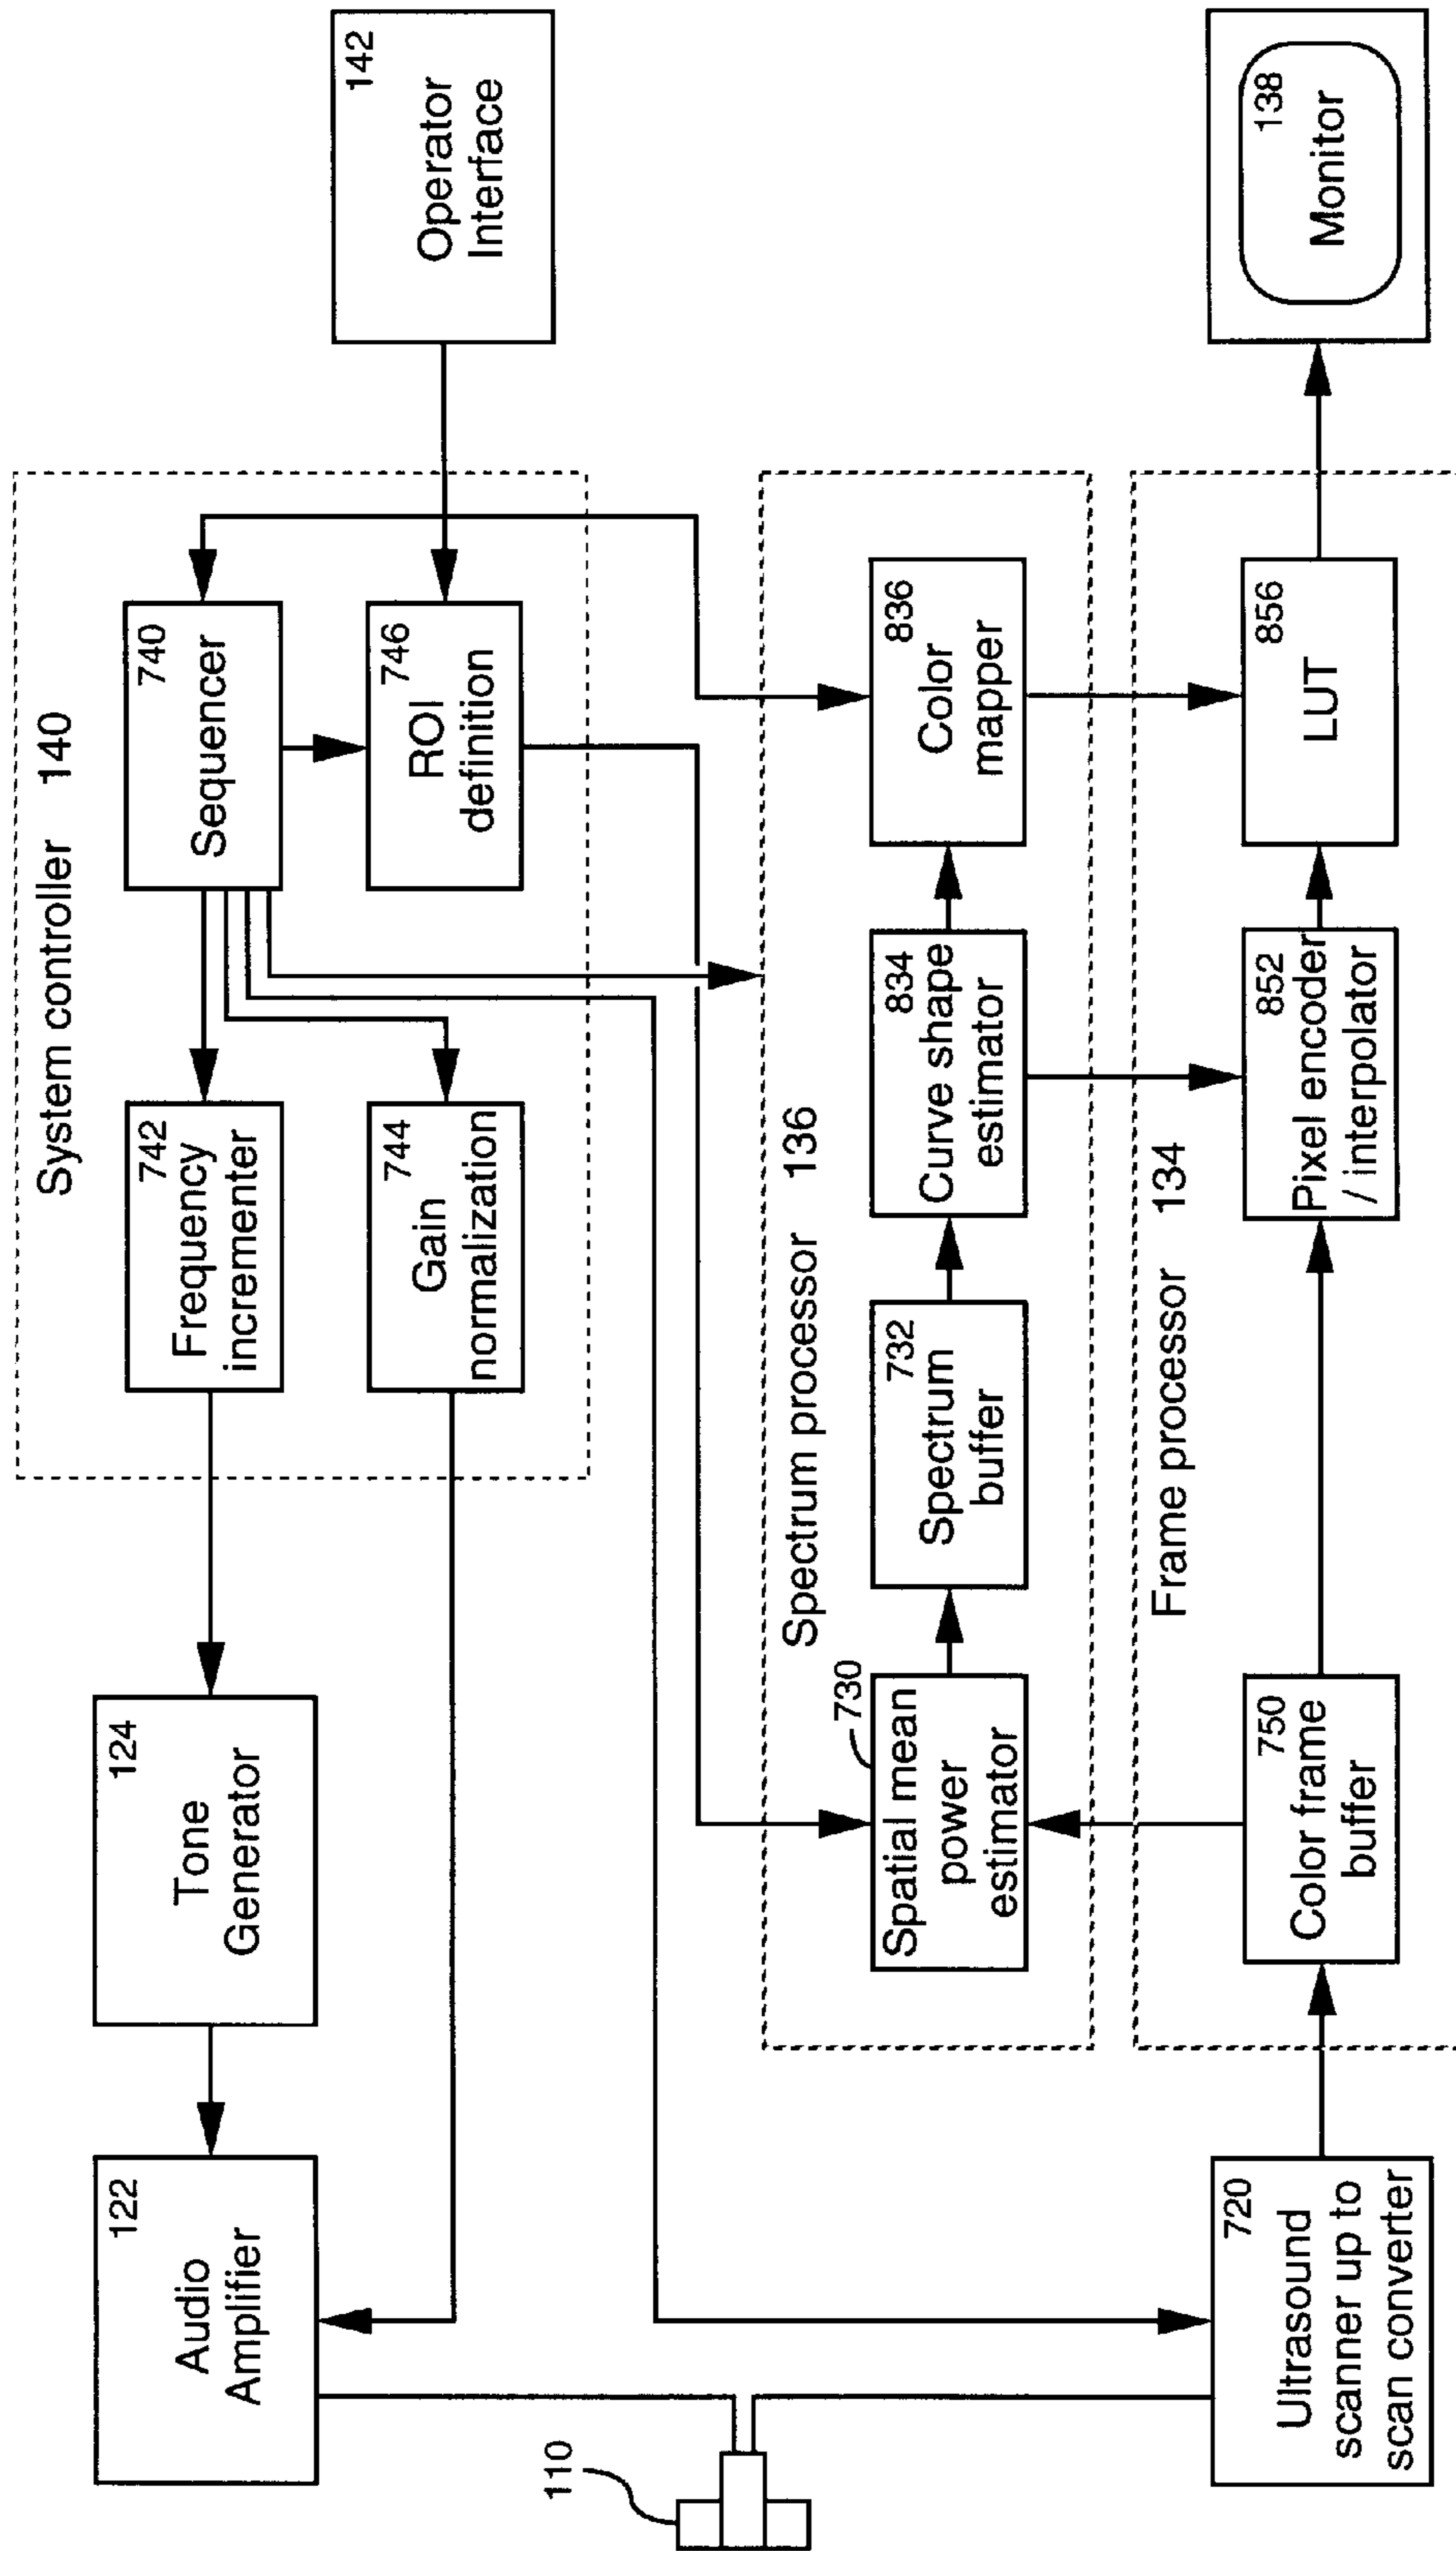 System controller 140
122
Audio
Amplifier
124
Tone
Generator
742
Frequency
incrementer
740
Sequencer
744
Gain
normalization
746
ROI
definition
142
Operator
Interface
110
Spectrum processor 136
730
Spatial mean
power
estimator
732
Spectrum
buffer
834
Curve shape
estimator
836
Color
mapper
Frame processor 134
720
Ultrasound
scanner up to
scan converter
750
Color frame
buffer
852
Pixel encoder
/ interpolator
856
LUT
138
Monitor